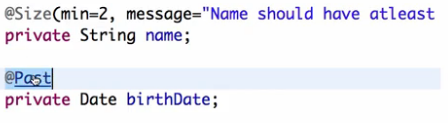 @Size(min=2, message="Name should have atleast
private String name;
@Past
private Date birthDate;